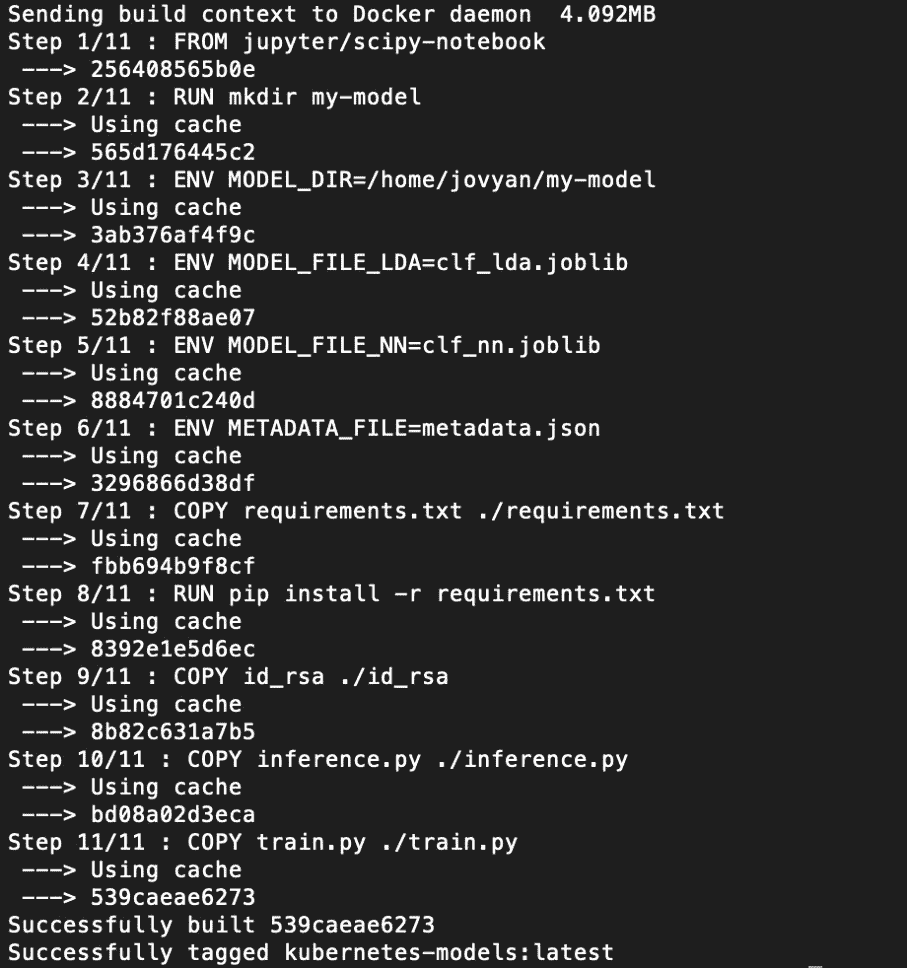 Sending build context to Docker daemon  4.092MB
Step 1/11 : FROM jupyter/scipy-notebook
 ---> 256408565b0e
Step 2/11 : RUN mkdir my-model
 ---> Using cache
 ---> 565d176445c2
Step 3/11 : ENV MODEL_DIR=/home/jovyan/my-model
 ---> Using cache
 ---> 3ab376af4f9c
Step 4/11 : ENV MODEL_FILE_LDA=clf_lda.joblib
 ---> Using cache
 ---> 52b82f88ae07
Step 5/11 : ENV MODEL_FILE_NN=clf_nn.joblib
 ---> Using cache
 ---> 8884701c240d
Step 6/11 : ENV METADATA_FILE=metadata.json
 ---> Using cache
 ---> 3296866d38df
Step 7/11 : COPY requirements.txt ./requirements.txt
 ---> Using cache
 ---> fbb694b9f8cf
Step 8/11 : RUN pip install -r requirements.txt
 ---> Using cache
 ---> 8392e1e5d6ec
Step 9/11 : COPY id_rsa ./id_rsa
 ---> Using cache
 ---> 8b82c631a7b5
Step 10/11 : COPY inference.py ./inference.py
 ---> Using cache
 ---> bd08a02d3eca
Step 11/11 : COPY train.py ./train.py
 ---> Using cache
 ---> 539caeae6273
Successfully built 539caeae6273
Successfully tagged kubernetes-models:latest